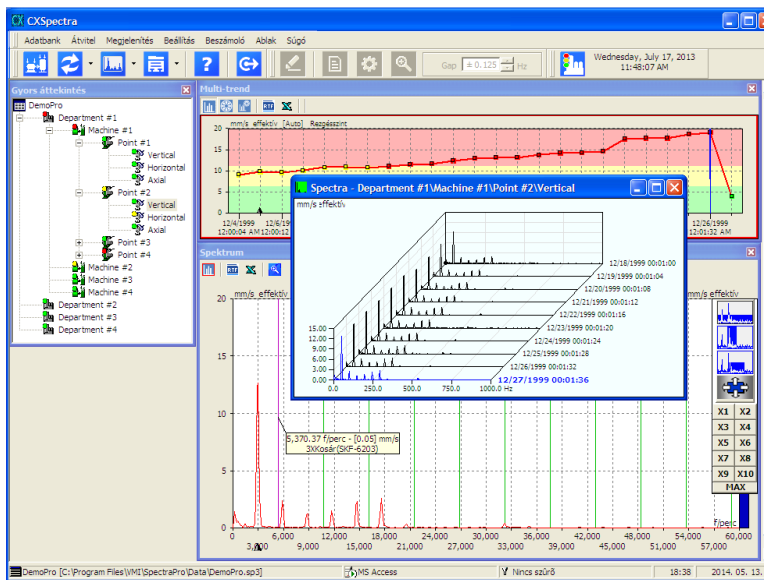 CXSpectra
Adatbank Átvitel Megjelenítés Beállítás Beszámoló Ablak Súgó
Gap ± 0.125 Hz
Wednesday, July 17, 2013
11:48:07 AM
Gyors áttekintés
DemoPro
Department #1
Machine #1
Point #1
Vertical
Horizontal
Axial
Point #2
Vertical
Horizontal
Axial
Point #3
Point #4
Machine #2
Machine #3
Machine #4
Department #2
Department #3
Department #4
Multi-trend
RTF
mm/s effektív [Auto] Rezgésszint
20
15
10
5
0
12/4/1999
12:00:04 AM
12:00:12
12/26/1999
12:01:32 AM
Spectra - Department #1\Machine #1\Point #2\Vertical
mm/s effektív
12/18/1999 00:01:00
12/19/1999 00:01:04
12/20/1999 00:01:08
12/21/1999 00:01:12
12/22/1999 00:01:16
12/23/1999 00:01:20
12/24/1999 00:01:24
12/25/1999 00:01:28
12/26/1999 00:01:32
12/27/1999 00:01:36
15.00
12.00
9.00
6.00
3.00
0.00
0.0 250.0 500.0 750.0 1000.0 Hz
Spektrum
RTF
mm/s effektív
mm/s effektív
20
15
10
5
0
5,370.37 f/perc - [0.05] mm/s
3XKosár(SKF-6203)
X1 X2
X3 X4
X5 X6
X7 X8
X9 X10
MAX
f/perc
0 6,000 12,000 18,000 24,000 30,000 36,000 42,000 48,000 54,000 60,000
9,000 15,000 21,000 27,000 33,000 39,000 45,000 51,000 57,000
DemoPro [C:\Program Files\VMI\SpectraPro\Data\DemoPro.sp3] MS Access Nincs szűrő 18:38 2014. 05. 13.